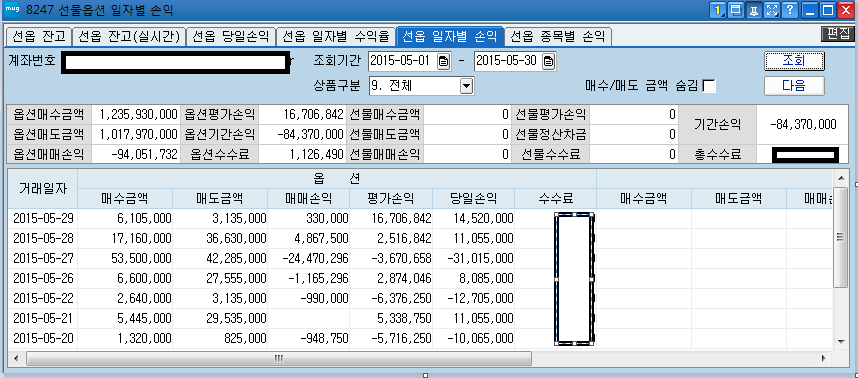 mug 8247 선물옵션 일자별 손익 1
선옵 잔고 선옵 잔고(실시간) 선옵 당일손익 선옵 일자별 수익률 선옵 일자별 손익 선옵 종목별 손익 편집
계좌번호 r 조회기간 2015-05-01 - 2015-05-30 조회
상품구분 9. 전체 매수/매도 금액 숨김 다음
옵션매수금액 1,235,930,000 옵션평가손익 16,706,842 선물매수금액 0 선물평가손익 0 기간손익 -84,370,000
옵션매도금액 1,017,970,000 옵션기간손익 -84,370,000 선물매도금액 0 선물정산차금 0
옵션매매손익 -94,051,732 옵션수수료 1,126,490 선물매매손익 0 선물수수료 0 총수수료
거래일자 옵 션
매수금액 매도금액 매매손익 평가손익 당일손익 수수료 매수금액 매도금액 매매손
2015-05-29 6,105,000 3,135,000 330,000 16,706,842 14,520,000
2015-05-28 17,160,000 36,630,000 4,867,500 2,516,842 11,055,000
2015-05-27 53,500,000 42,285,000 -24,470,296 -3,670,658 -31,015,000
2015-05-26 6,600,000 27,555,000 -1,165,296 2,874,046 8,085,000
2015-05-22 2,640,000 3,135,000 -990,000 -6,376,250 -12,705,000
2015-05-21 5,445,000 29,535,000 5,338,750 11,055,000
2015-05-20 1,320,000 825,000 -948,750 -5,716,250 -10,065,000